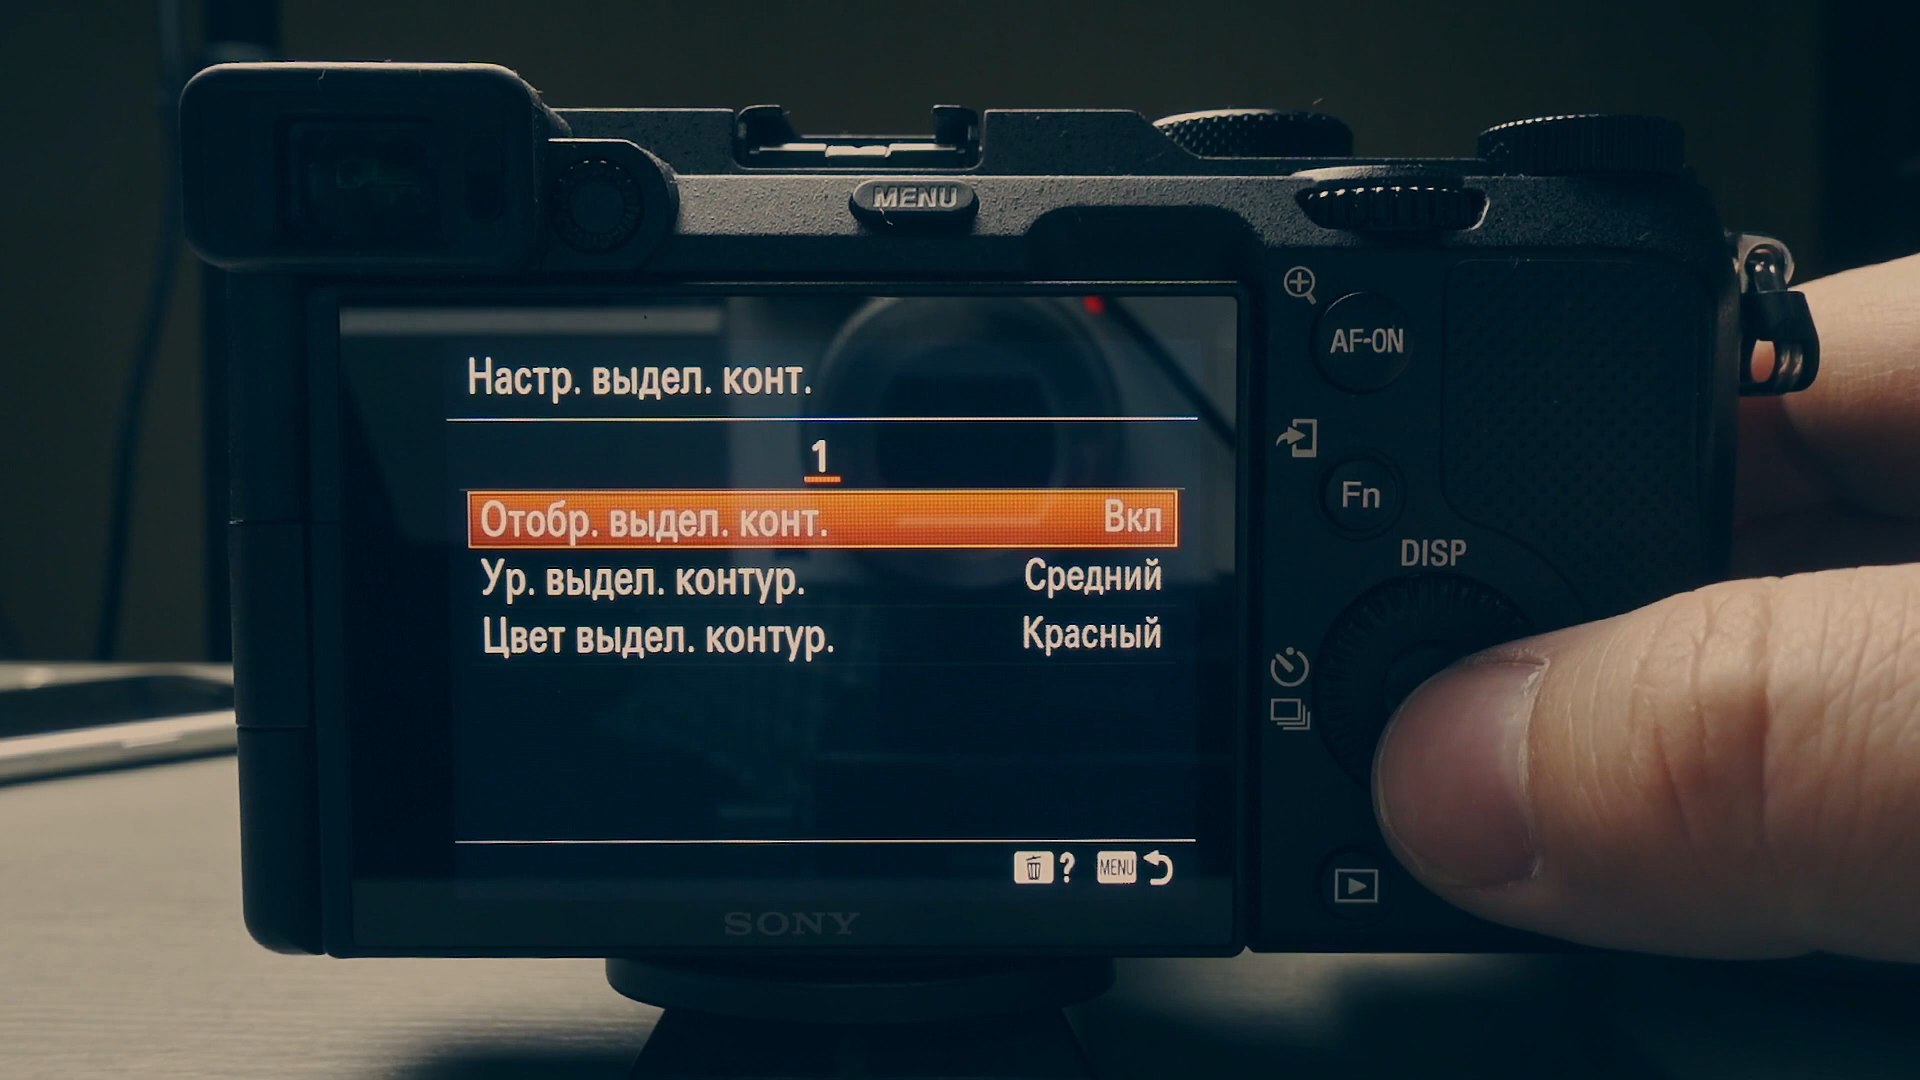 MENU
AF-ON
Настр. выдел. конт.
1
Отобр. выдел. конт. Вкл
Fn
DISP
Ур. выдел. контур. Средний
Цвет выдел. контур. Красный
? MENU
SONY